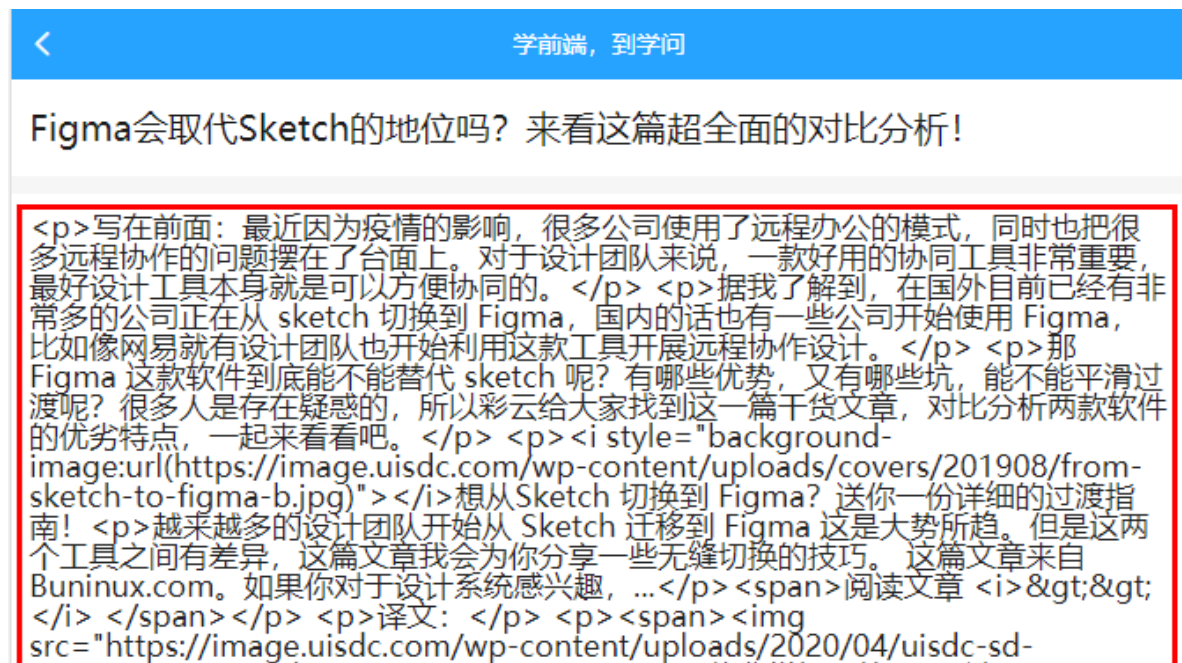 学前端，到学问
Figma会取代Sketch的地位吗？来看这篇超全面的对比分析！
<p>写在前面：最近因为疫情的影响，很多公司使用了远程办公的模式，同时也把很
多远程协作的问题摆在了台面上。对于设计团队来说，一款好用的协同工具非常重要，
最好设计工具本身就是可以方便协同的。</p> <p>据我了解到，在国外目前已经有非
常多的公司正在从 sketch 切换到 Figma，国内的话也有一些公司开始使用 Figma，
比如像网易就有设计团队也开始利用这款工具开展远程协作设计。</p> <p>那
Figma 这款软件到底能不能替代 sketch 呢？有哪些优势，又有哪些坑，能不能平滑过
渡呢？很多人是存在疑惑的，所以彩云给大家找到这一篇干货文章，对比分析两款软件
的优劣特点，一起来看看吧。</p> <p><i style="background-
image:url(https://image.uisdc.com/wp-content/uploads/covers/201908/from-
sketch-to-figma-b.jpg)"></i>想从Sketch 切换到 Figma？送你一份详细的过渡指
南！<p>越来越多的设计团队开始从 Sketch 迁移到 Figma 这是大势所趋。但是这两
个工具之间有差异，这篇文章我会为你分享一些无缝切换的技巧。 这篇文章来自
Buninux.com。如果你对于设计系统感兴趣，...</p><span>阅读文章 <i>&gt;&gt;
</i> </span></p> <p>译文：</p> <p><span><img
src="https://image.uisdc.com/wp-content/uploads/2020/04/uisdc-sd-